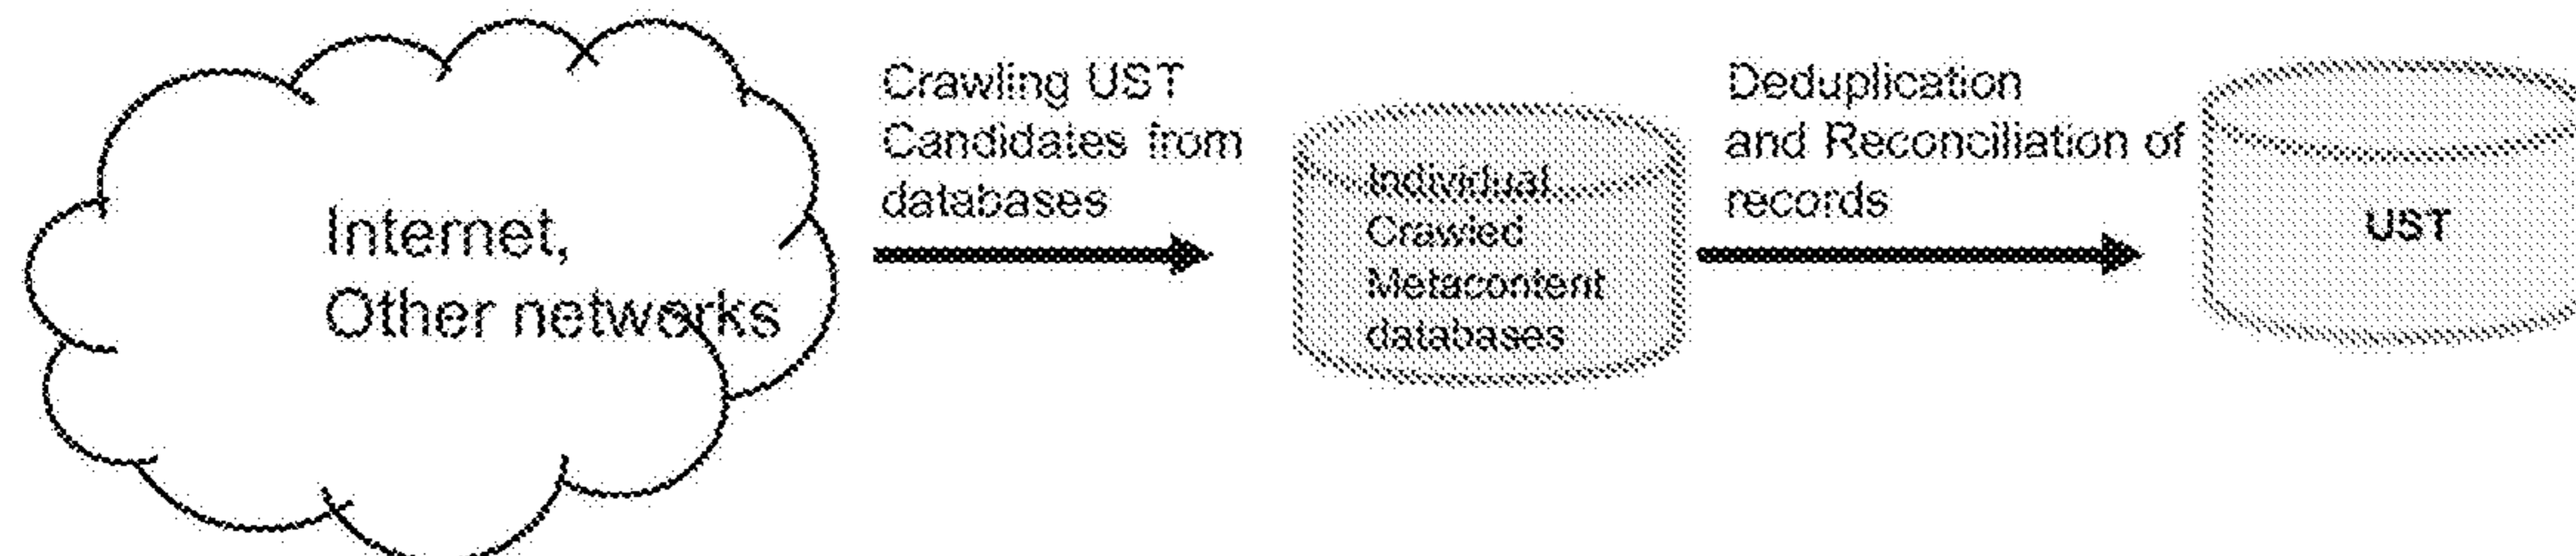 Internet,
Other networks
Crawling UST
Candidates from
databases
Individual
Crawled
Metacontent
databases
Deduplication
and Reconciliation of
records
UST